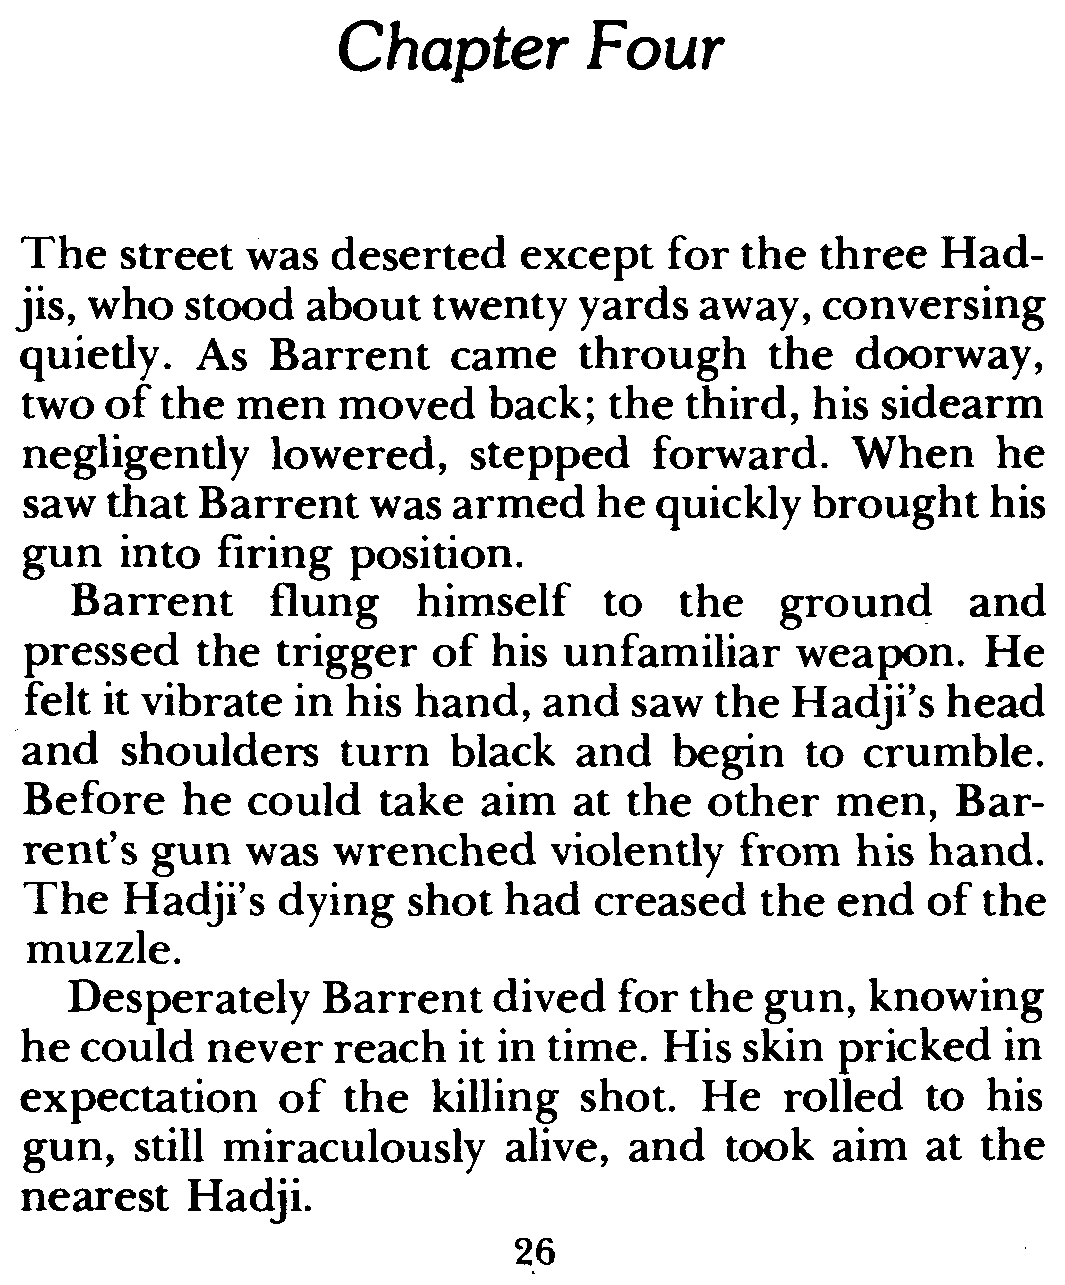 Chapter Four
The street was deserted except for the three Had-
jis, who stood about twenty yards away, conversing
quietly. As Barrent came through the doorway,
two of the men moved back; the third, his sidearm
negligently lowered, stepped forward. When he
saw that Barrent was armed he quickly brought his
gun into firing position.
Barrent flung himself to the ground and
pressed the trigger of his unfamiliar weapon. He
felt it vibrate in his hand, and saw the Hadji's head
and shoulders turn black and begin to crumble.
Before he could take aim at the other men, Bar-
rent's gun was wrenched violently from his hand.
The Hadji's dying shot had creased the end of the
muzzle.
Desperately Barrent dived for the gun, knowing
he could never reach it in time. His skin pricked in
expectation of the killing shot. He rolled to his
gun, still miraculously alive, and took aim at the
nearest Hadji.
26